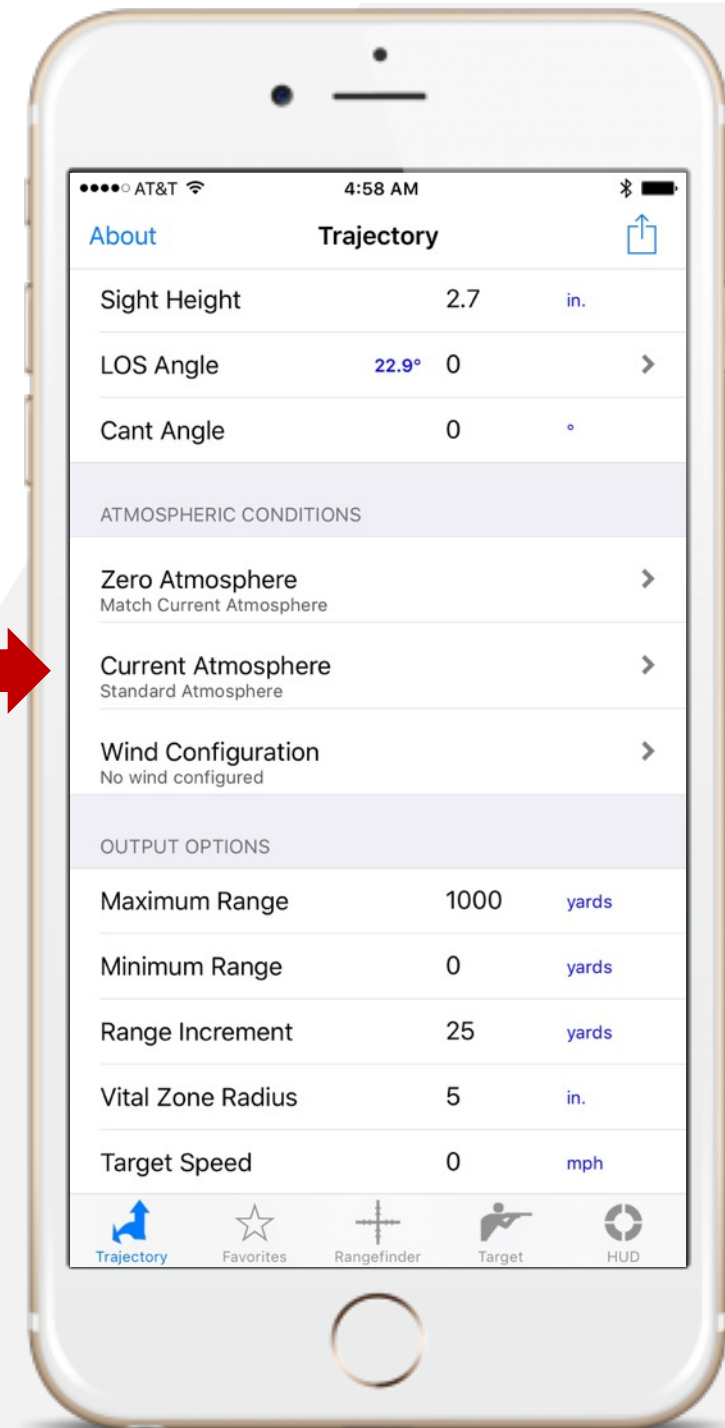 AT&T 4:58 AM
About Trajectory
Sight Height 2.7 in.
LOS Angle 22.9° 0
Cant Angle 0 °
ATMOSPHERIC CONDITIONS
Zero Atmosphere
Match Current Atmosphere
Current Atmosphere
Standard Atmosphere
Wind Configuration
No wind configured
OUTPUT OPTIONS
Maximum Range 1000 yards
Minimum Range 0 yards
Range Increment 25 yards
Vital Zone Radius 5 in.
Target Speed 0 mph
Trajectory Favorites Rangefinder Target HUD